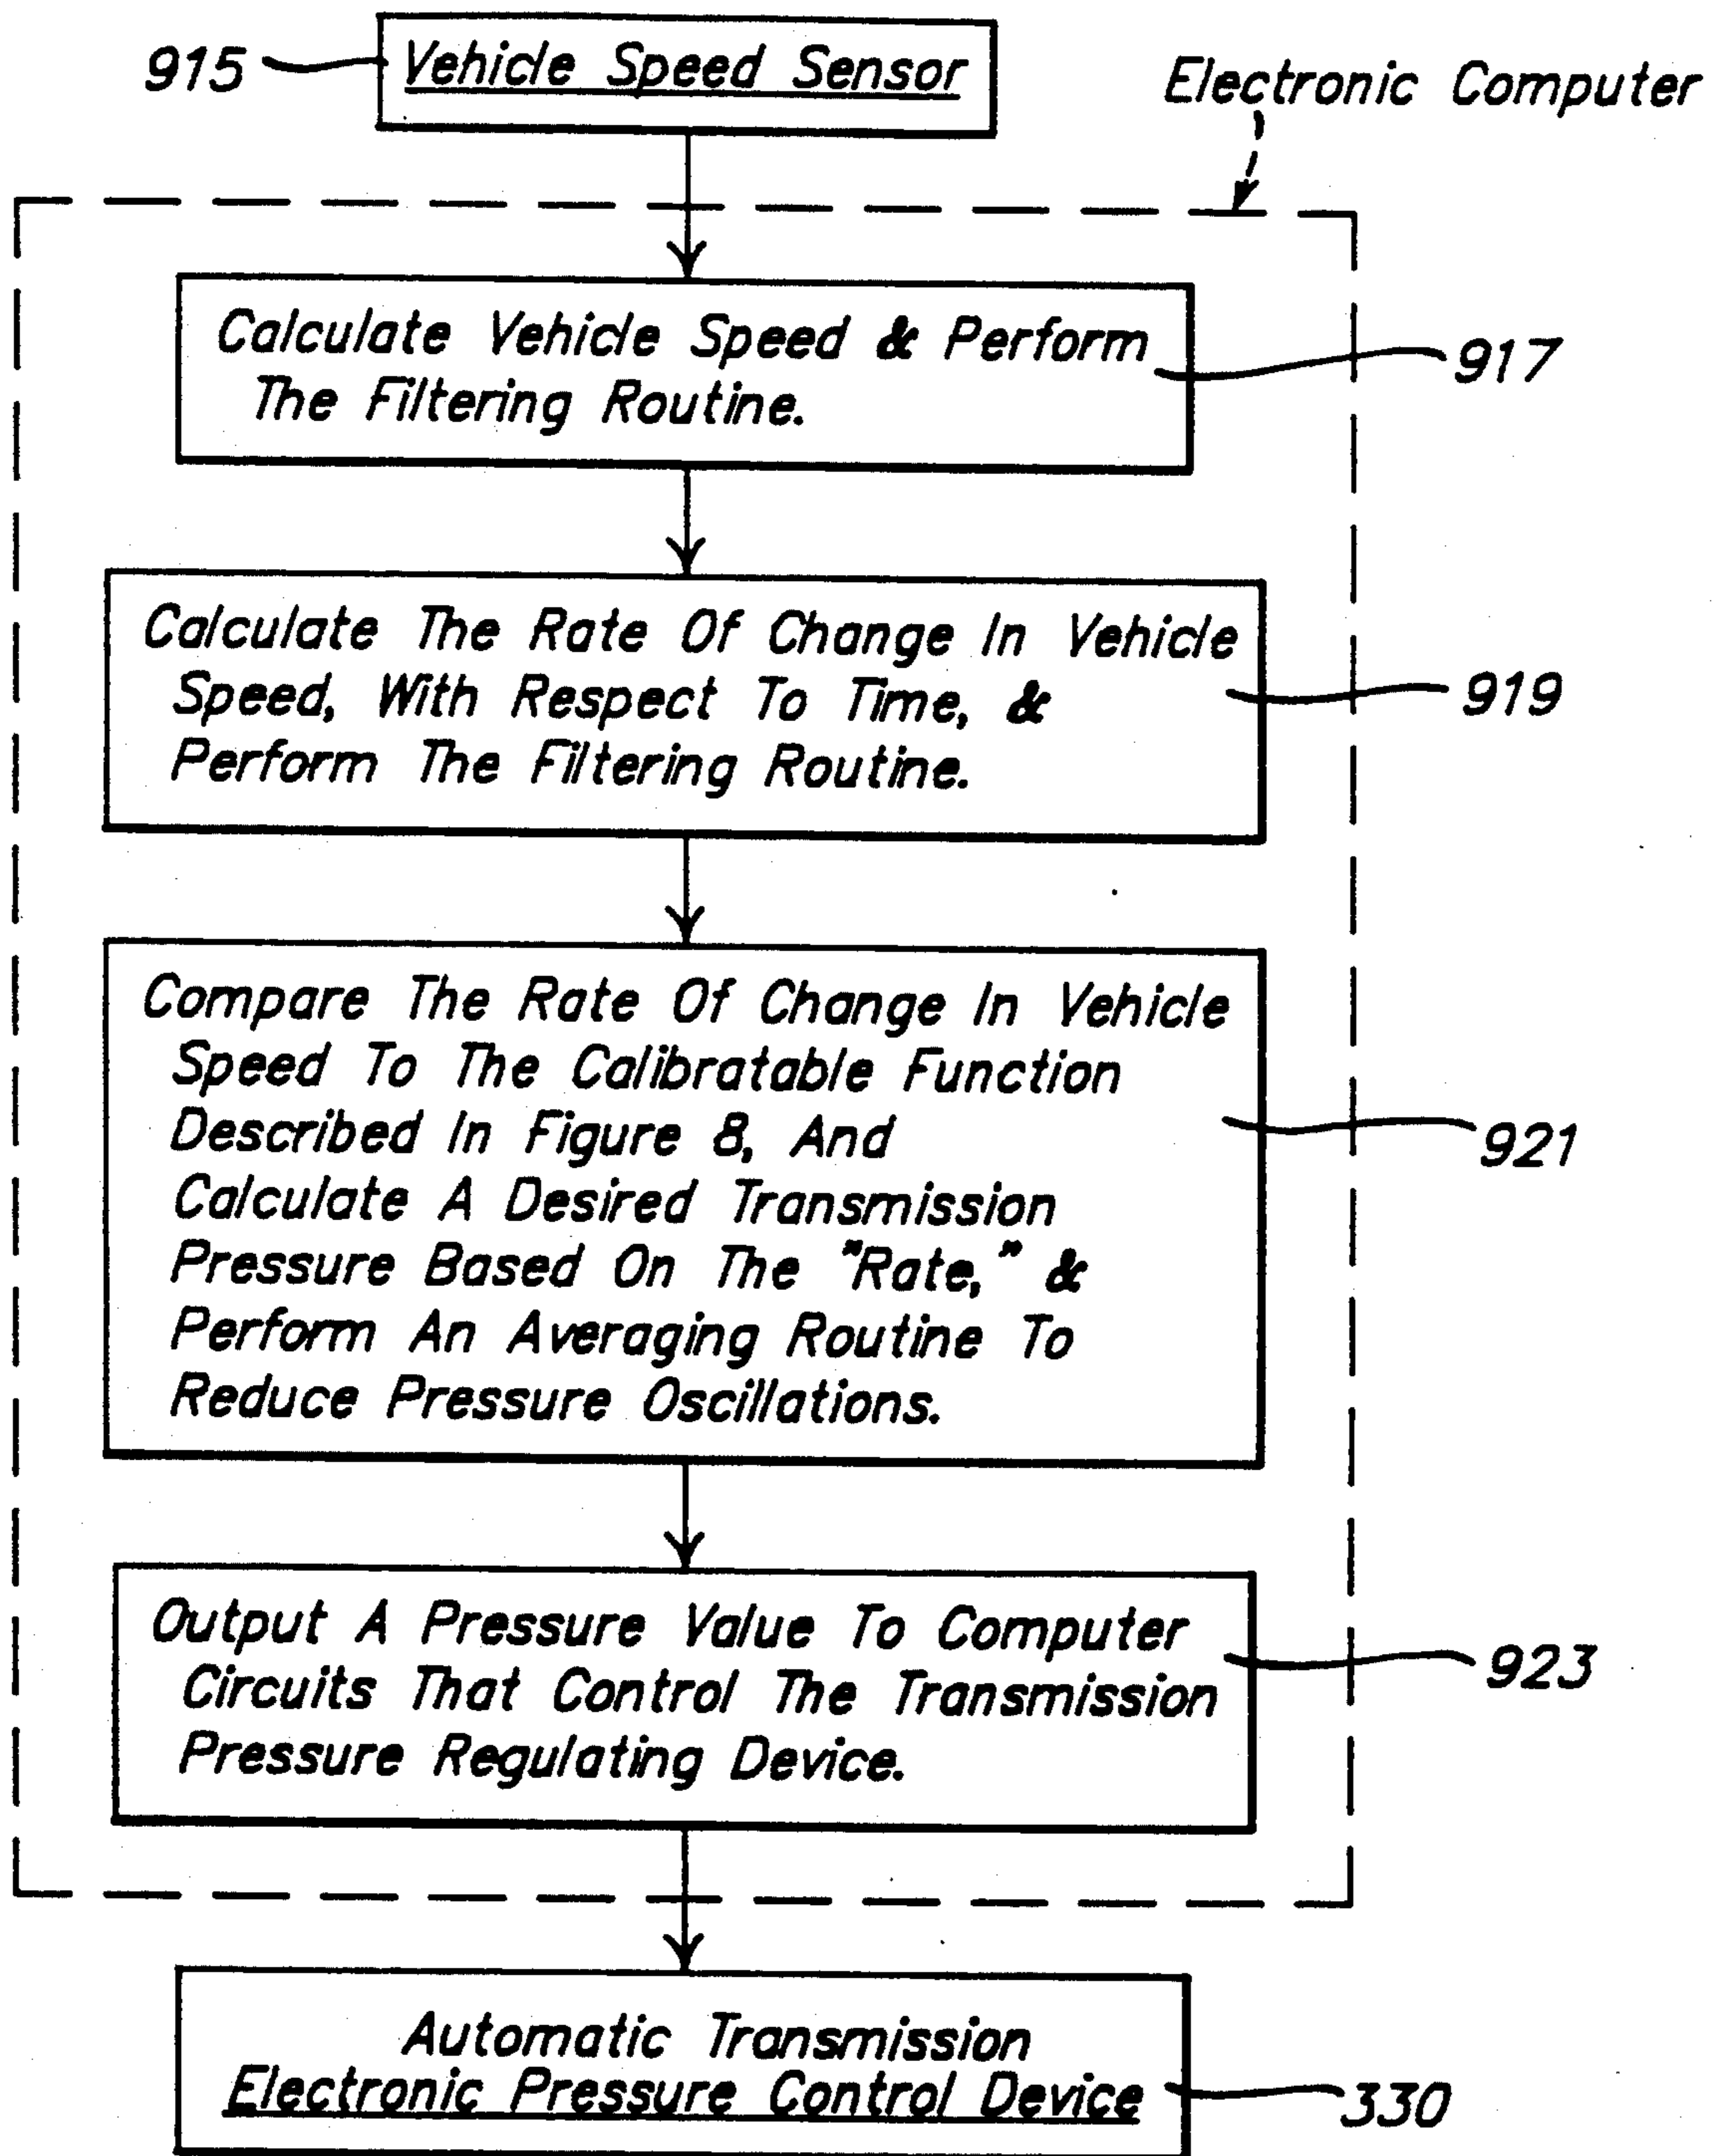 915
Vehicle Speed Sensor
Electronic Computer
Calculate Vehicle Speed & Perform
The Filtering Routine.
917
Calculate The Rate Of Change In Vehicle
Speed, With Respect To Time, &
Perform The Filtering Routine.
919
Compare The Rate Of Change In Vehicle
Speed To The Calibratable Function
Described In Figure 8, And
Calculate A Desired Transmission
Pressure Based On The "Rate," &
Perform An Averaging Routine To
Reduce Pressure Oscillations.
921
Output A Pressure Value To Computer
Circuits That Control The Transmission
Pressure Regulating Device.
923
Automatic Transmission
Electronic Pressure Control Device
330